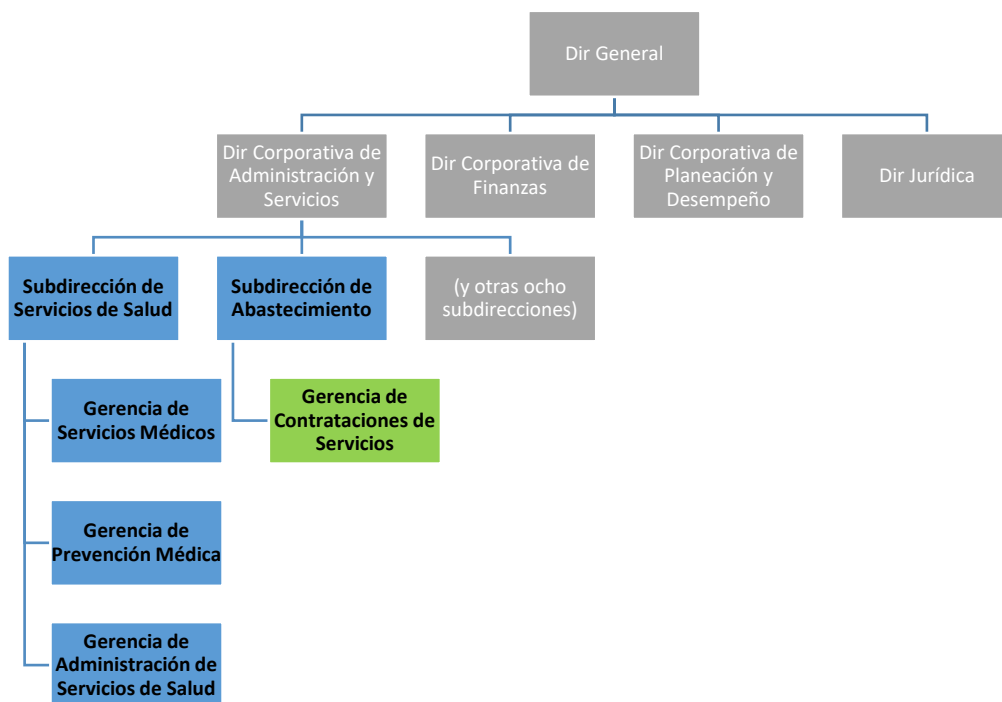 Dir General
Dir Corporativa de
Administración y
Servicios
Dir Corporativa de
Finanzas
Dir Corporativa de
Planeación y
Desempeño
Dir Jurídica
Subdirección de
Servicios de Salud
Subdirección de
Abastecimiento
(y otras ocho
subdirecciones)
Gerencia de
Servicios Médicos
Gerencia de
Contrataciones de
Servicios
Gerencia de
Prevención Médica
Gerencia de
Administración de
Servicios de Salud